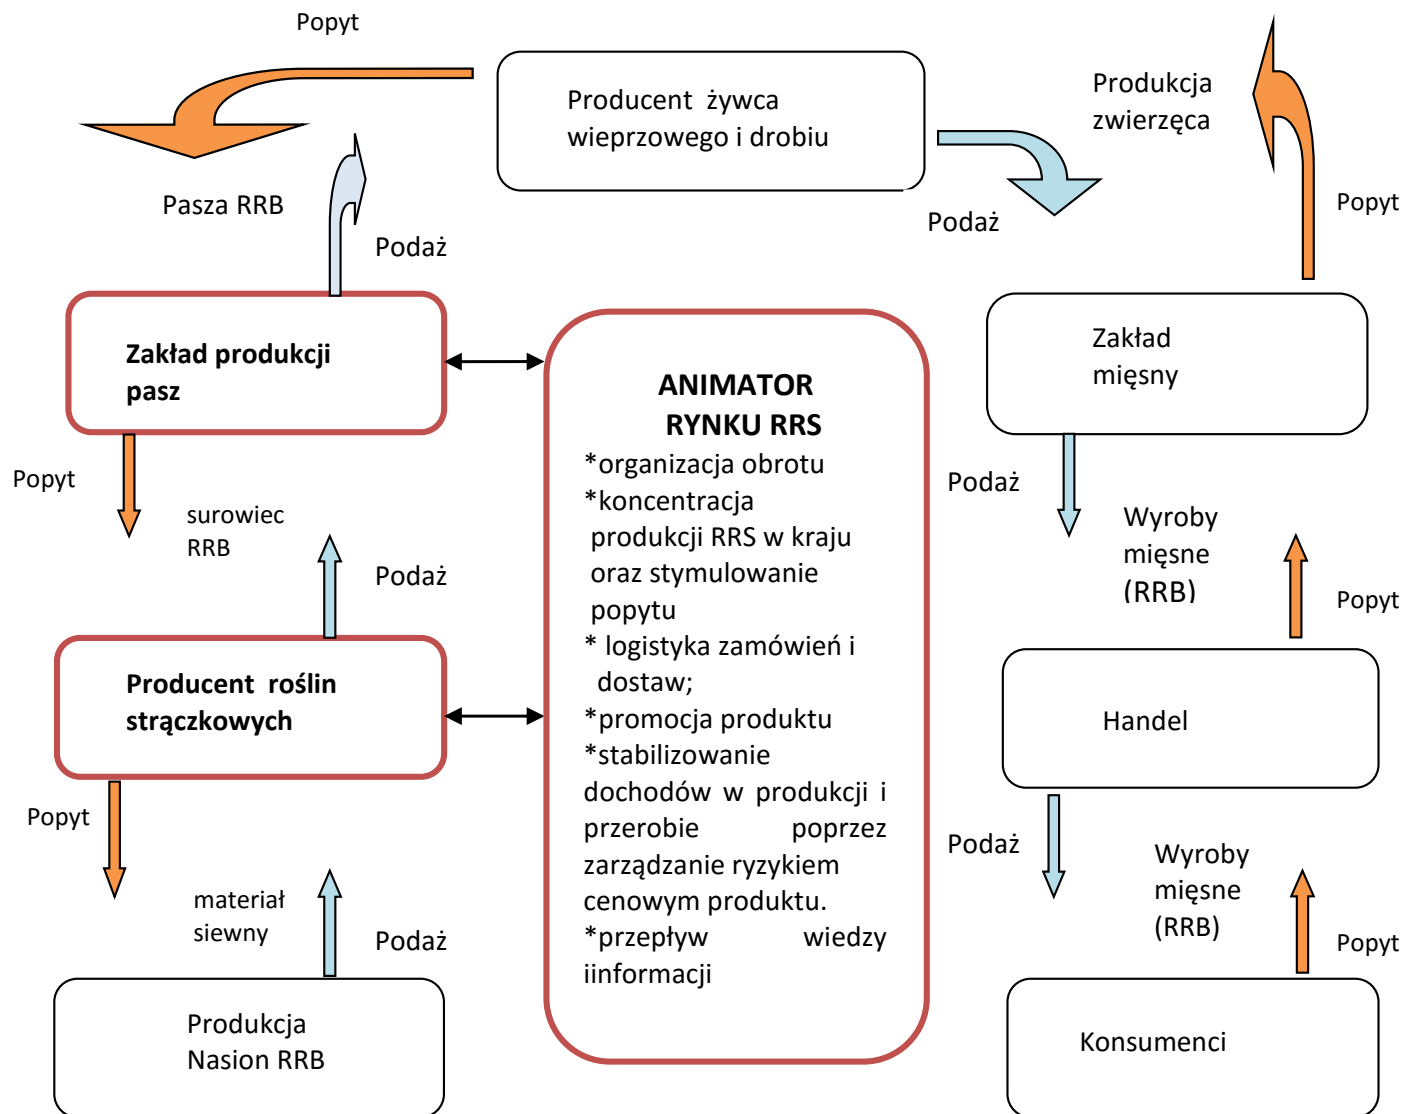 Popyt
Producent żywca
wieprzowego i drobiu
Produkcja
zwierzęca
Pasza RRB
Podaż
Podaż
Popyt
Zakład produkcji
pasz
Zakład
mięsny
ANIMATOR
RYNKU RRS
*organizacja obrotu
*koncentracja
produkcji RRS w kraju
oraz stymulowanie
popytu
* logistyka zamówień i
dostaw;
*promocja produktu
*stabilizowanie
dochodów w produkcji i
przerobie poprzez
zarządzanie ryzykiem
cenowym produktu.
*przepływ wiedzy
iinformacji
Popyt
surowiec
RRB
Podaż
Podaż
Wyroby
mięsne
(RRB)
Popyt
Producent roślin
strączkowych
Handel
Popyt
materiał
siewny
Podaż
Podaż
Wyroby
mięsne
(RRB)
Popyt
Produkcja
Nasion RRB
Konsumenci